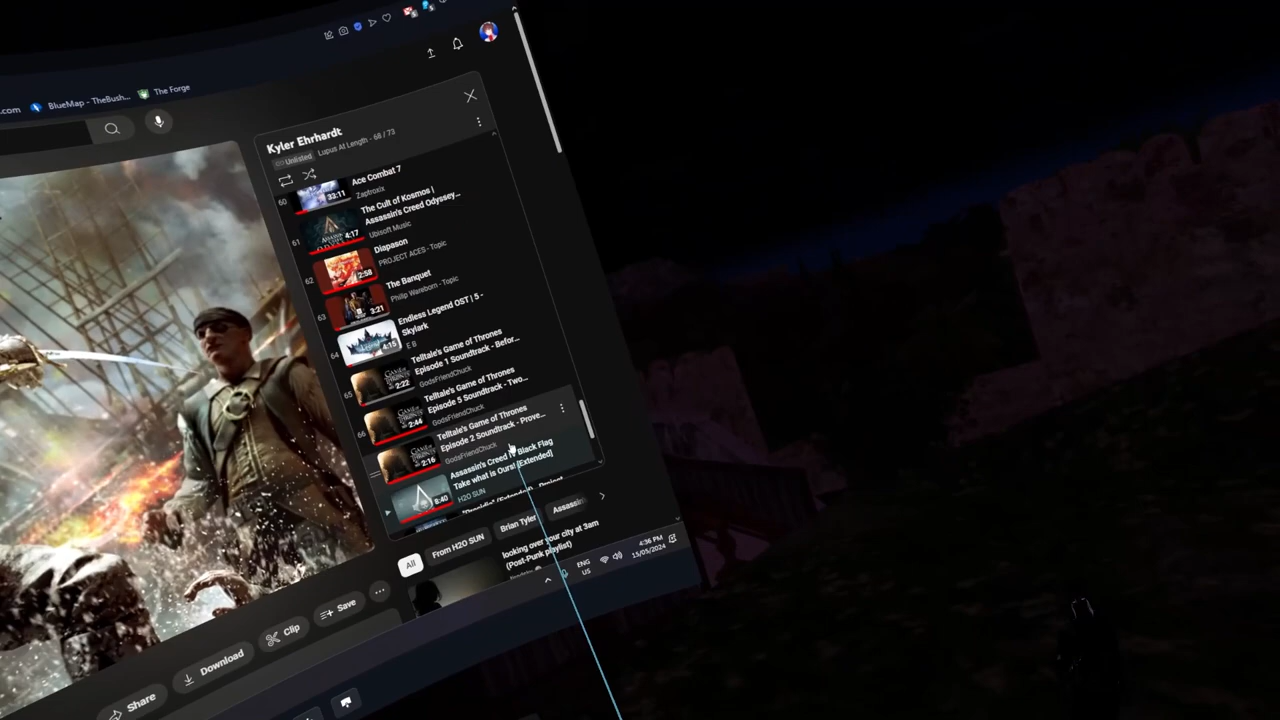 .com
BlueMap - TheBush...
The Forge
Kyler Ehrhardt
Unlisted
Lupus At Length - 68 / 73
60
33:11
Ace Combat 7
Zaptroxix
61
4:17
The Cult of Kosmos |
Assassin's Creed Odyssey...
Ubisoft Music
62
2:58
Diapason
PROJECT ACES - Topic
63
3:21
The Banquet
64
4:15
Endless Legend OST | 5 -
Skylark
E B
65
2:22
Telltale's Game of Thrones
Episode 1 Soundtrack - Befor...
GodsFriendChuck
66
2:44
Telltale's Game of Thrones
Episode 5 Soundtrack - Two...
GodsFriendChuck
2:16
Telltale's Game of Thrones
Episode 2 Soundtrack - Prove...
GodsFriendChuck
8:40
Assassin's Creed Black Flag
Take what is Ours! (Extended)
H2O SUN
All
From H2O SUN
Brian Tyler
Assassi
looking over your city at 3am
(Post-Punk playlist)
Share
Download
Clip
Save
ENG
US
4:36 PM
15/05/2024